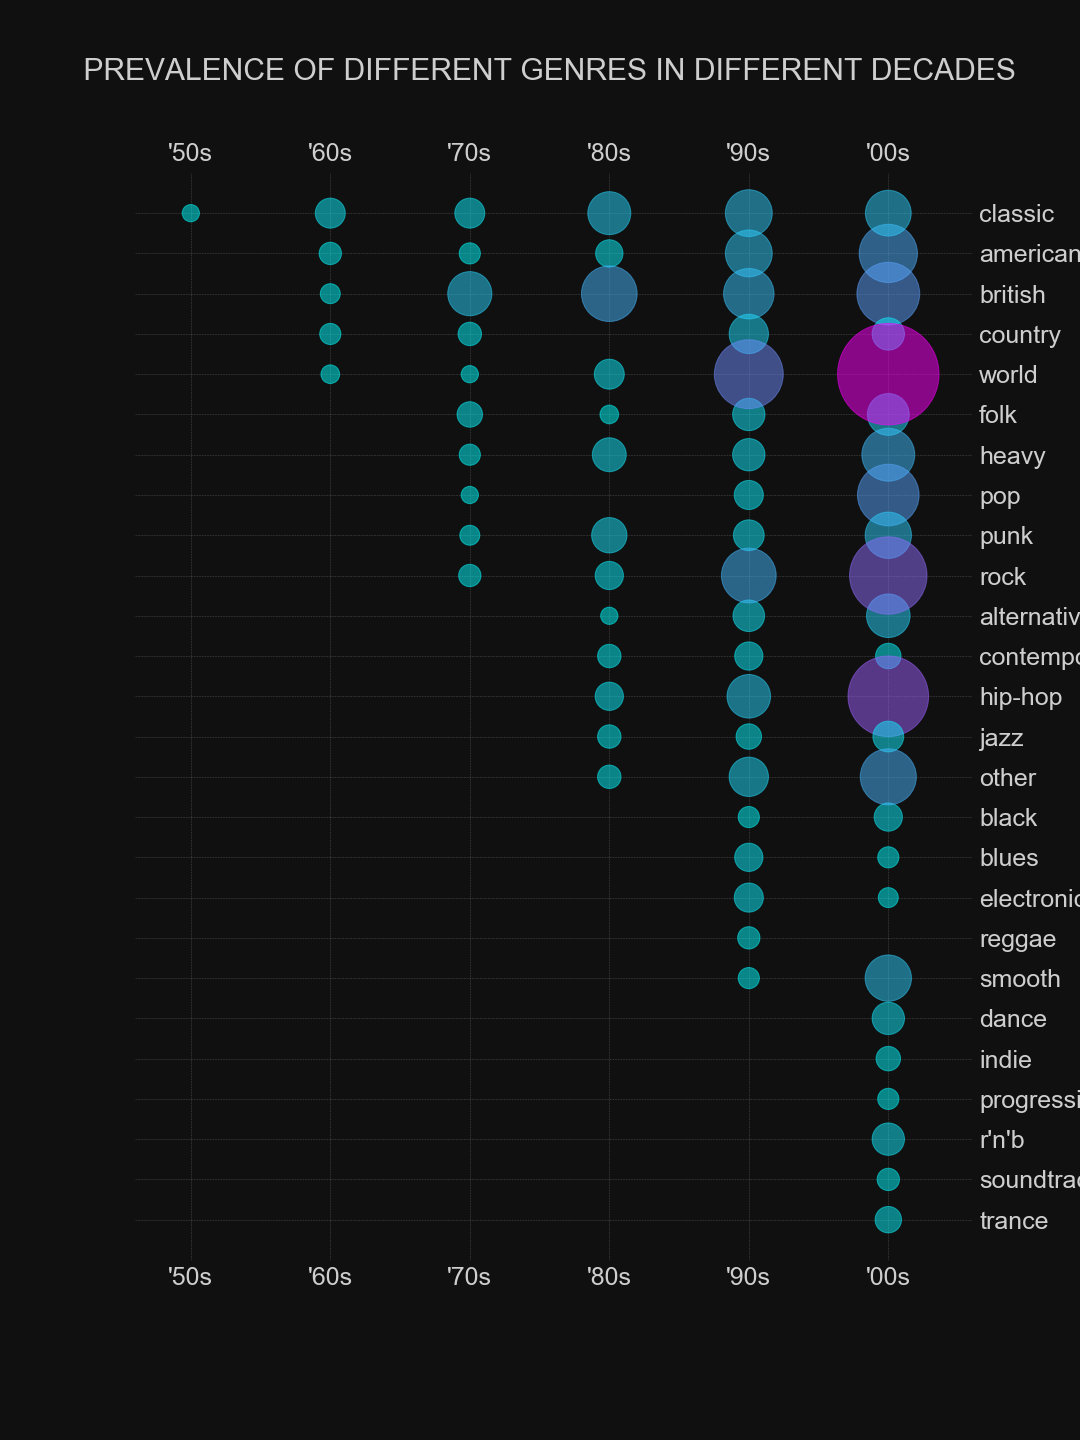 PREVALENCE OF DIFFERENT GENRES IN DIFFERENT DECADES
'50s '60s '70s '80s '90s '00s
classic
american
british
country
world
folk
heavy
pop
punk
rock
alternativ
contempo
hip-hop
jazz
other
black
blues
electronic
reggae
smooth
dance
indie
progressi
r'n'b
soundtrac
trance
'50s '60s '70s '80s '90s '00s